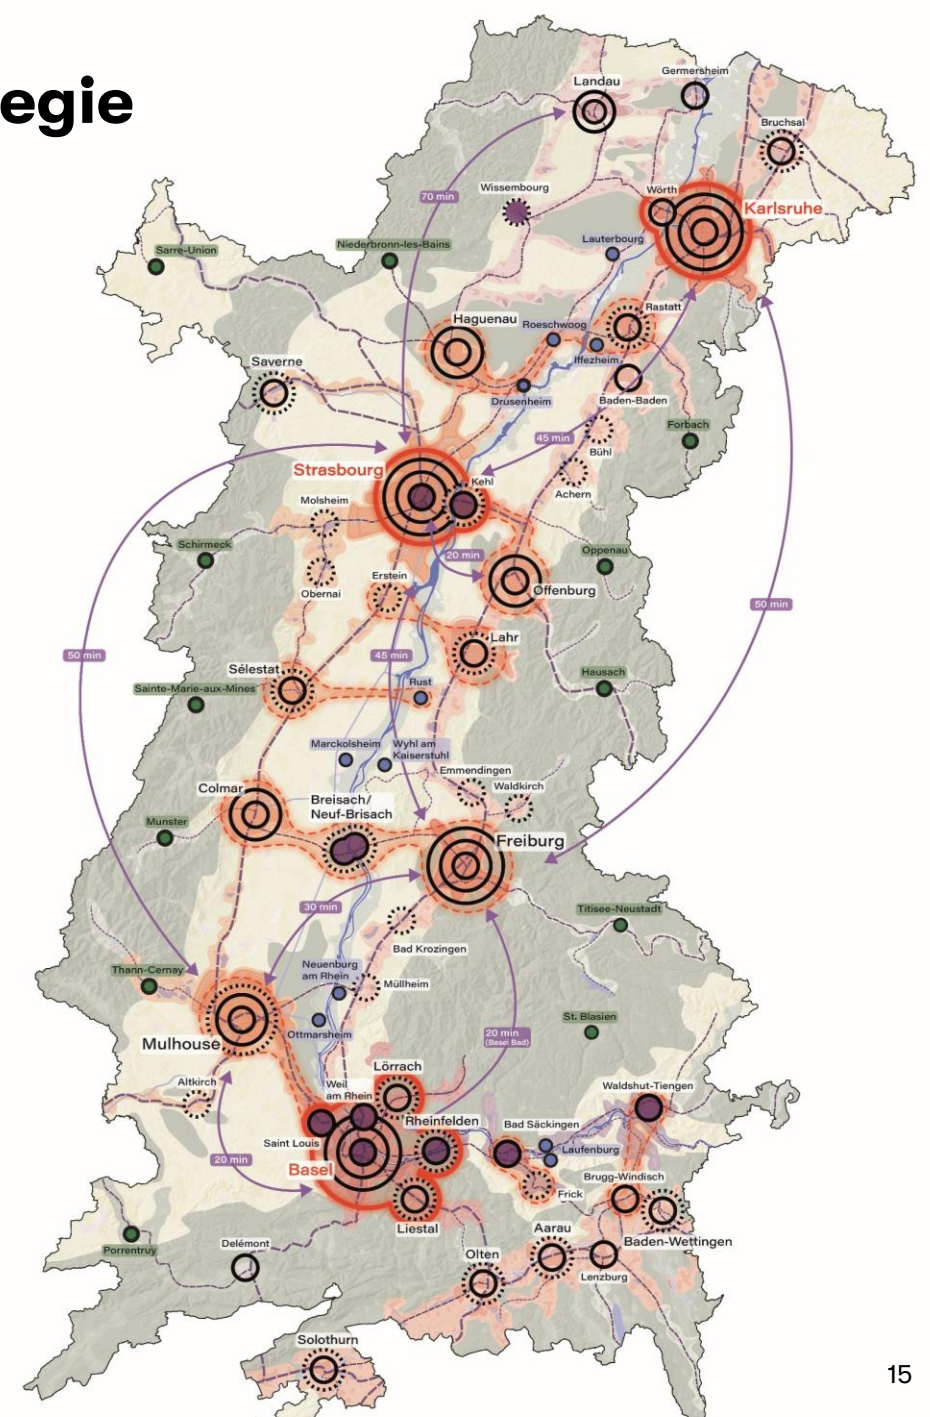 egie
Landau
Germersheim
Bruchsal
70 min
Wissembourg
Wörth
Karlsruhe
Lauterbourg
Niederbronn-les-Bains
Sarre-Union
Haguenau
Roeschwoog
Rastatt
Iffezheim
Saverne
Drusenheim
Baden-Baden
Forbach
45 min
Bühl
Achern
Strasbourg
Kehl
Molsheim
Schirmeck
20 min
Oppenau
Erstein
Obernai
Offenburg
50 min
Lahr
50 min
45 min
Sélestat
Rust
Hausach
Sainte-Marie-aux-Mines
Marckolsheim
Wyhl am
Kaiserstuhl
Emmendingen
Waldkirch
Colmar
Breisach/
Neuf-Brisach
Munster
Freiburg
30 min
Titisee-Neustadt
Bad Krozingen
Neuenburg
am Rhein
Thann-Cernay
Müllheim
St. Blasien
Ottmarsheim
Mulhouse
20 min
(Basel Bad)
Lörrach
Altkirch
Weil
am Rhein
Waldshut-Tiengen
Rheinfelden
Saint Louis
Bad Säckingen
Laufenburg
20 min
Basel
Brugg-Windisch
Frick
Liestal
Aarau
Baden-Wettingen
Porrentruy
Delémont
Olten
Lenzburg
Solothurn
15